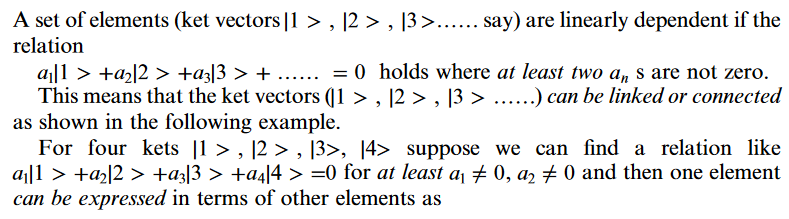 A set of elements (ket vectors|1 > , |2 > , |3>...... say) are linearly dependent if the
relation
a₁|1 > +a₂|2 > +a₃|3 > + ...... = 0 holds where at least two aₙ s are not zero.
This means that the ket vectors (|1 > , |2 > , |3 > ......) can be linked or connected
as shown in the following example.
For four kets |1 > , |2 > , |3>, |4> suppose we can find a relation like
a₁|1 > +a₂|2 > +a₃|3 > +a₄|4 > =0 for at least a₁ ≠ 0, a₂ ≠ 0 and then one element
can be expressed in terms of other elements as